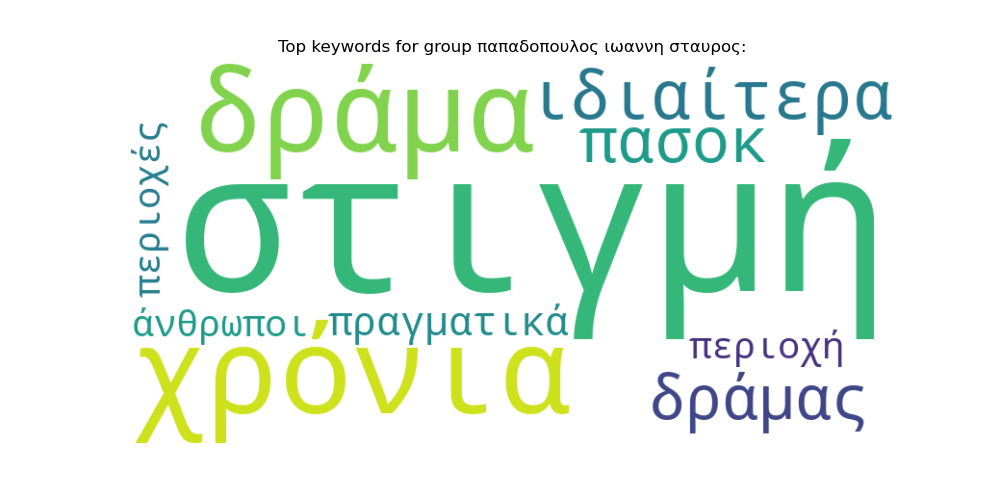 Top keywords for group παπαδοπουλος ιωαννη σταυρος:
δράμα
ιδιαίτερα
πασοκ
περιοχές
στιγμή
άνθρωποι
πραγματικά
χρόνια
περιοχή
δράμας